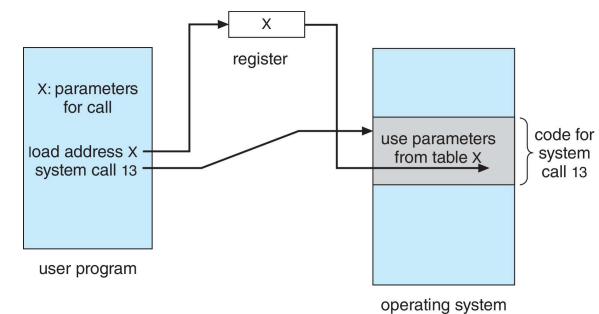 X
register
X: parameters
for call
load address X
system call 13
user program
use parameters
from table X
code for
system
call 13
operating system